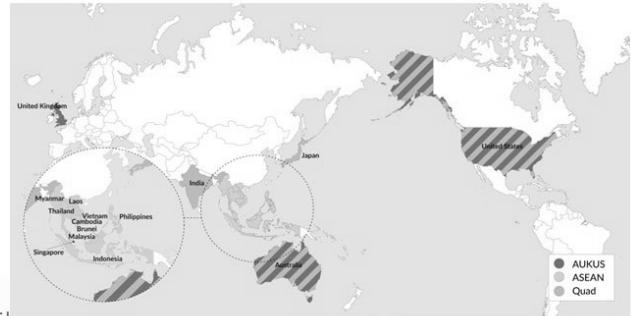 United Kingdom
Japan
India
United States
Myanmar
Laos
Thailand
Vietnam
Philippines
Cambodia
Brunei
Malaysia
Singapore
Indonesia
Australia
AUKUS
ASEAN
Quad